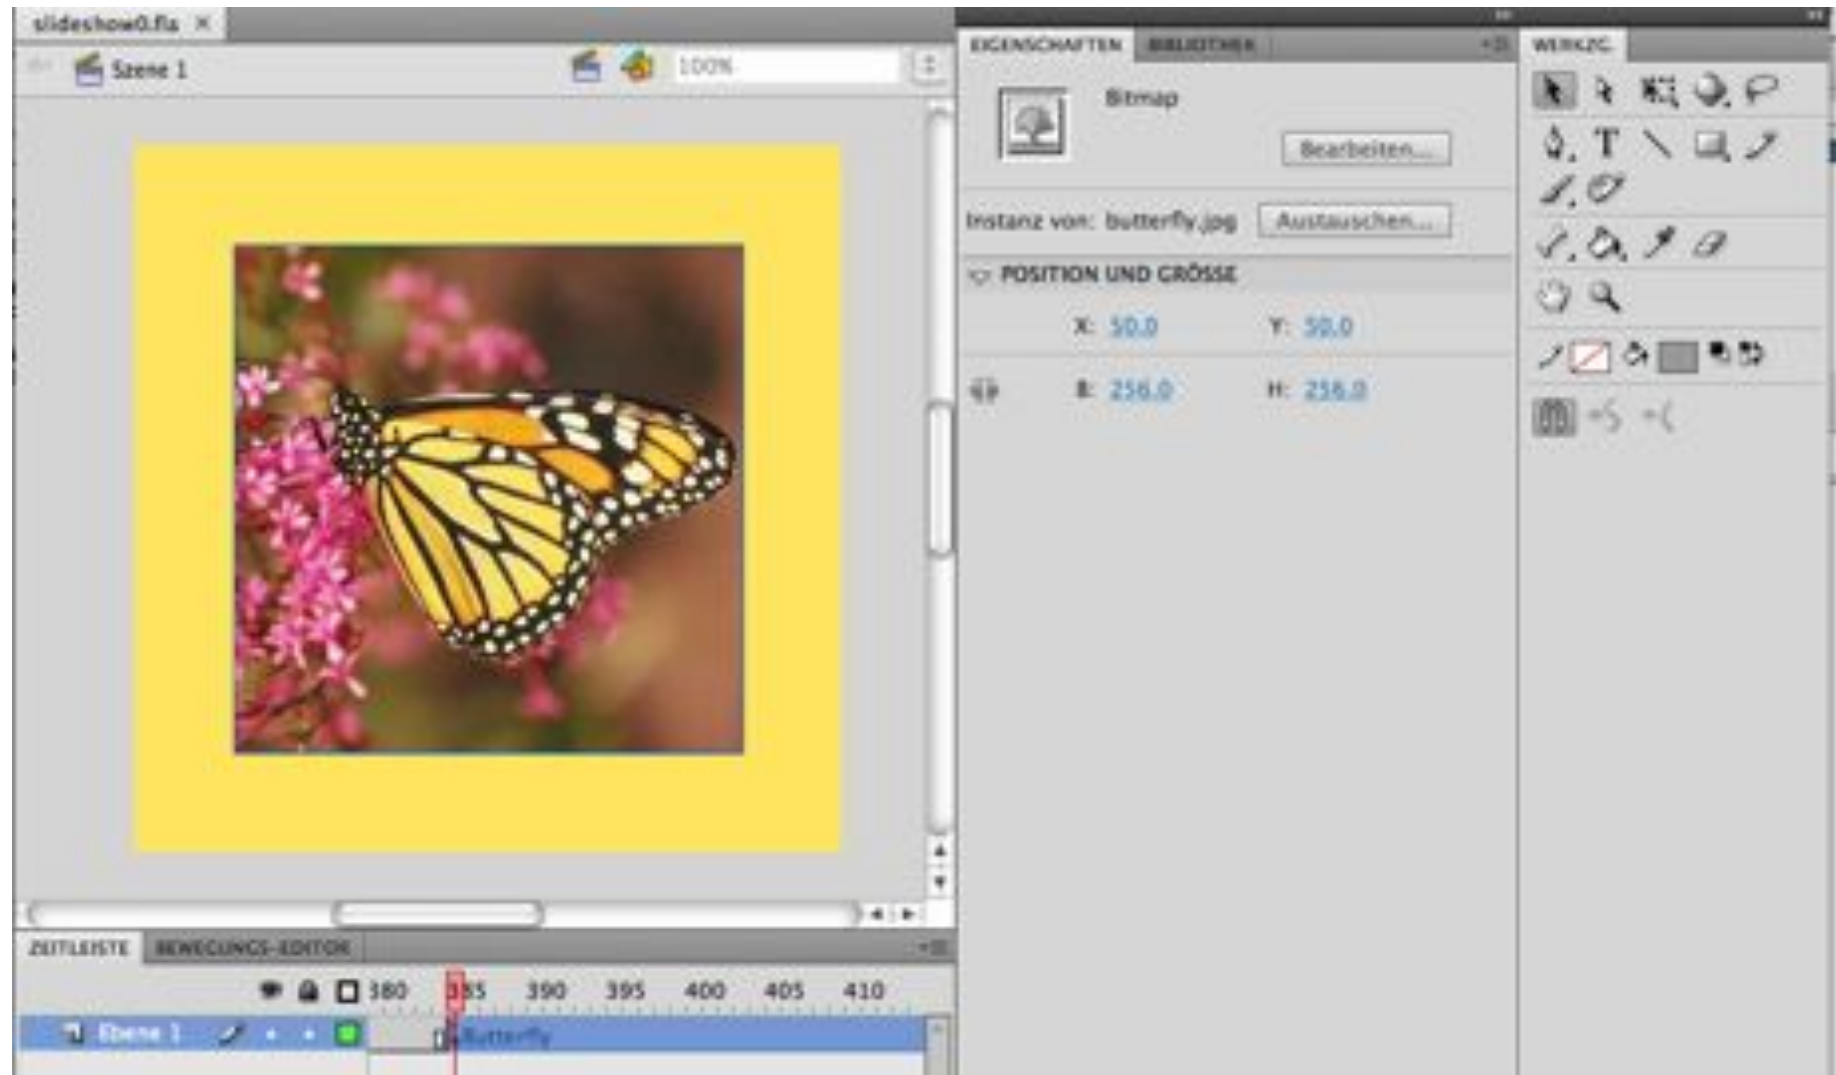 slideshow0.fla ×
Szene 1 100%
ZEITLEISTE BEWEGUNGS-EDITOR
380 385 390 395 400 405 410
Ebene 1 Butterfly
EIGENSCHAFTEN BIBLIOTHEK
Bitmap
Bearbeiten...
Instanz von: butterfly.jpg Austauschen...
POSITION UND GRÖSSE
X: 50.0 Y: 50.0
B: 256.0 H: 256.0
WERKZG.